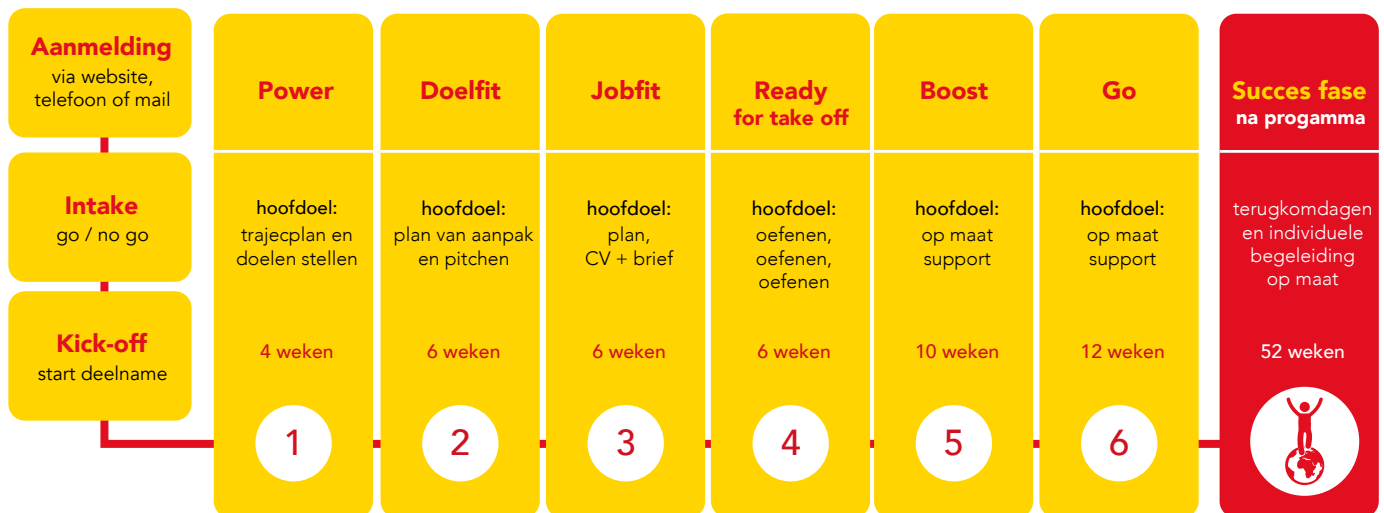 Aanmelding
via website,
telefoon of mail
Intake
go / no go
Kick-off
start deelname
Power
hoofdoel:
trajecplan en
doelen stellen
4 weken
1
Doelfit
hoofdoel:
plan van aanpak
en pitchen
6 weken
2
Jobfit
hoofdoel:
plan,
CV + brief
6 weken
3
Ready
for take off
hoofdoel:
oefenen,
oefenen,
oefenen
6 weken
4
Boost
hoofdoel:
op maat
support
10 weken
5
Go
hoofdoel:
op maat
support
12 weken
6
Succes fase
na progamma
terugkomdagen
en individuele
begeleiding
op maat
52 weken